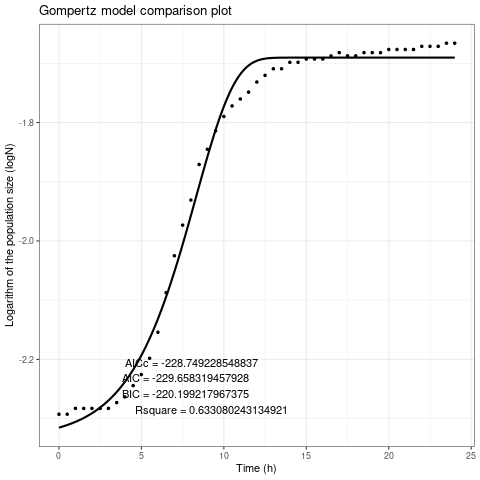 Gompertz model comparison plot
Logarithm of the population size (logN)
-1.8
-2.0
-2.2
AICc = -228.749228548837
AIC = -229.658319457928
BIC = -220.199217967375
Rsquare = 0.633080243134921
0 5 10 15 20 25
Time (h)